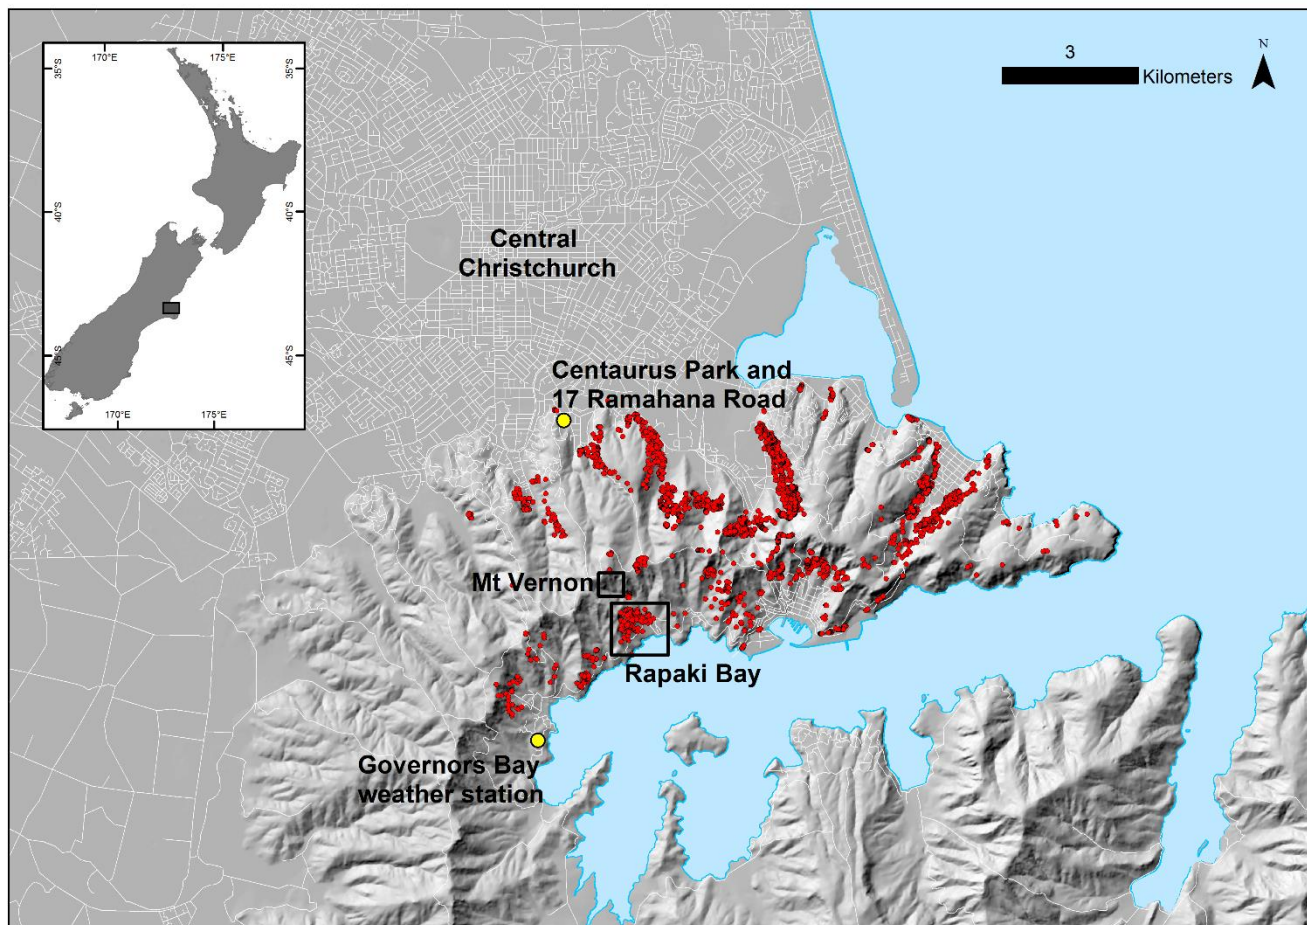 170°E
175°E
35°S
35°S
40°S
40°S
45°S
45°S
170°E
175°E
3
Kilometers
N
Central
Christchurch
Centaurus Park and
17 Ramahana Road
Mt Vernon
Rapaki Bay
Governors Bay
weather station